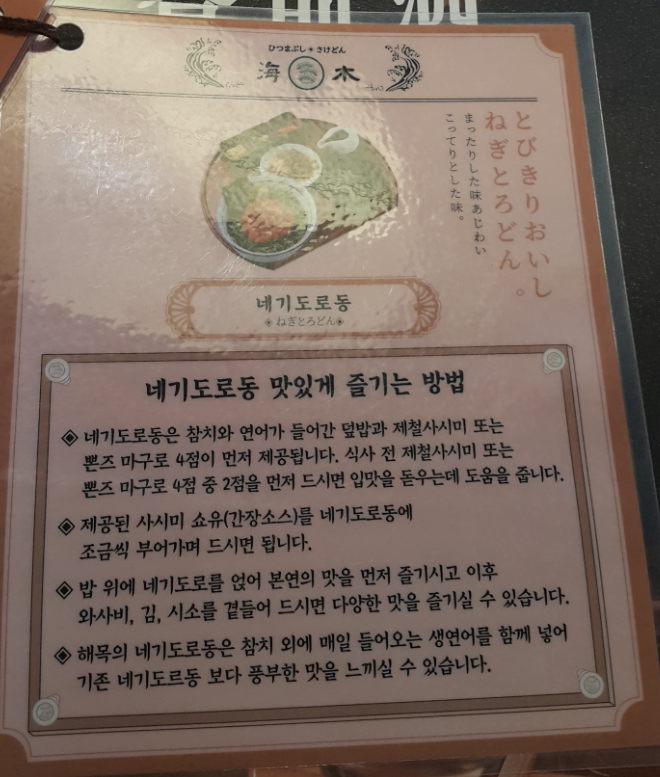 ひつまぶし • さけどん
海木
とびきりおいし
ねぎとろどん。
まったりした味あじわい
こってりとした味。
네기도로동
ねぎとろどん
네기도로동 맛있게 즐기는 방법
네기도로동은 참치와 연어가 들어간 덮밥과 제철사시미 또는
뽄즈 마구로 4점이 먼저 제공됩니다. 식사 전 제철사시미 또는
뽄즈 마구로 4점 중 2점을 먼저 드시면 입맛을 돋우는데 도움을 줍니다.
제공된 사시미 쇼유(간장소스)를 네기도로동에
조금씩 부어가며 드시면 됩니다.
밥 위에 네기도로를 얹어 본연의 맛을 먼저 즐기시고 이후
와사비, 김, 시소를 곁들어 드시면 다양한 맛을 즐기실 수 있습니다.
해목의 네기도로동은 참치 외에 매일 들어오는 생연어를 함께 넣어
기존 네기도르동 보다 풍부한 맛을 느끼실 수 있습니다.